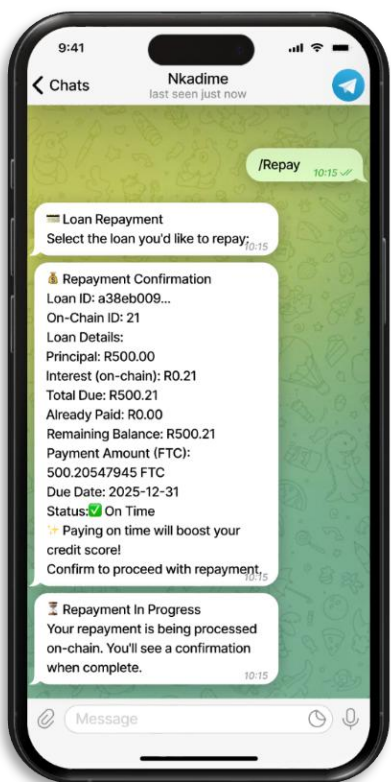 9:41
Chats
Nkadime
last seen just now
/Repay
10:15
💳 Loan Repayment
Select the loan you'd like to repay:
10:15
💰 Repayment Confirmation
Loan ID: a38eb009...
On-Chain ID: 21
Loan Details:
Principal: R500.00
Interest (on-chain): R0.21
Total Due: R500.21
Already Paid: R0.00
Remaining Balance: R500.21
Payment Amount (FTC):
500.20547945 FTC
Due Date: 2025-12-31
Status:✅ On Time
✨ Paying on time will boost your
credit score!
Confirm to proceed with repayment.
10:15
⏳ Repayment In Progress
Your repayment is being processed
on-chain. You'll see a confirmation
when complete.
10:15
Message